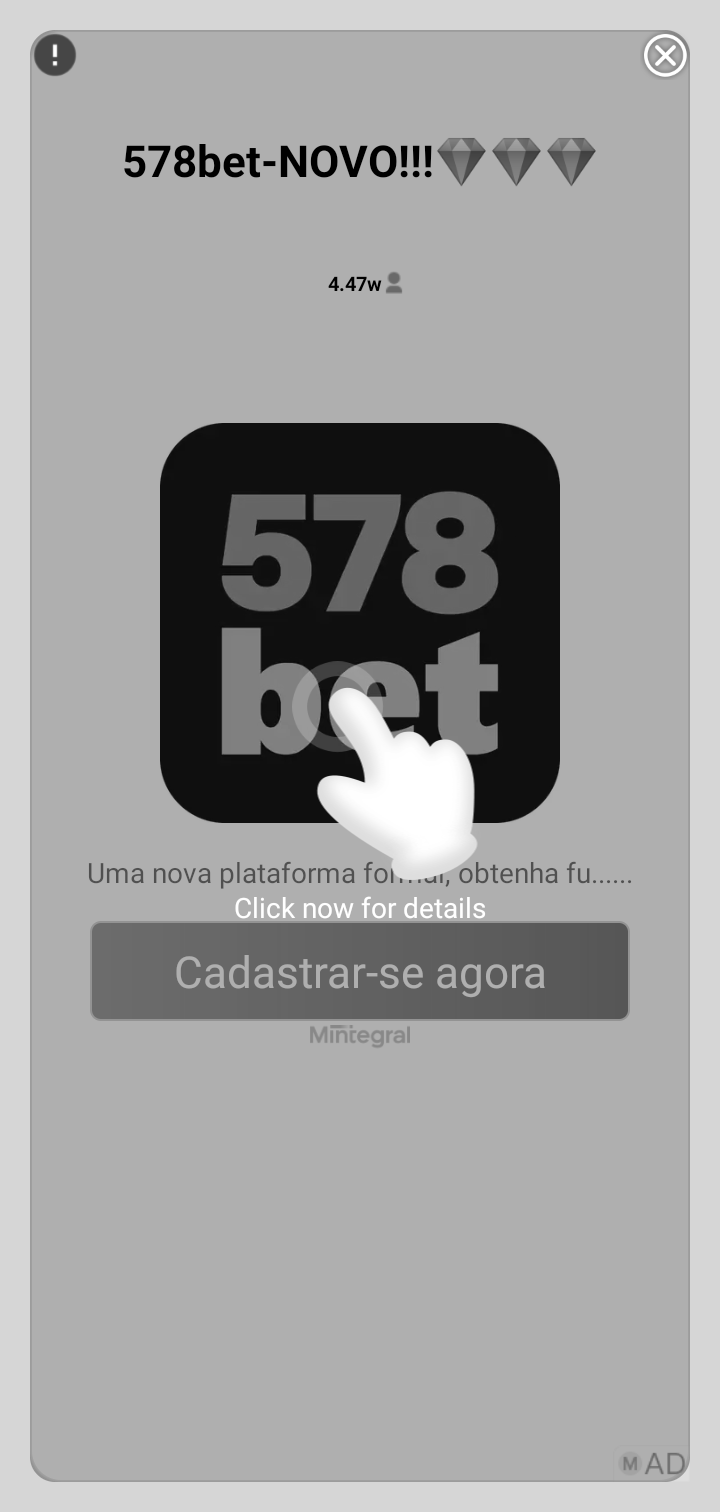 578bet-NOVO!!!
4.47w
578
bet
Uma nova plataforma formal, obtenha fu......
Click now for details
Cadastrar-se agora
Mintegral
M AD